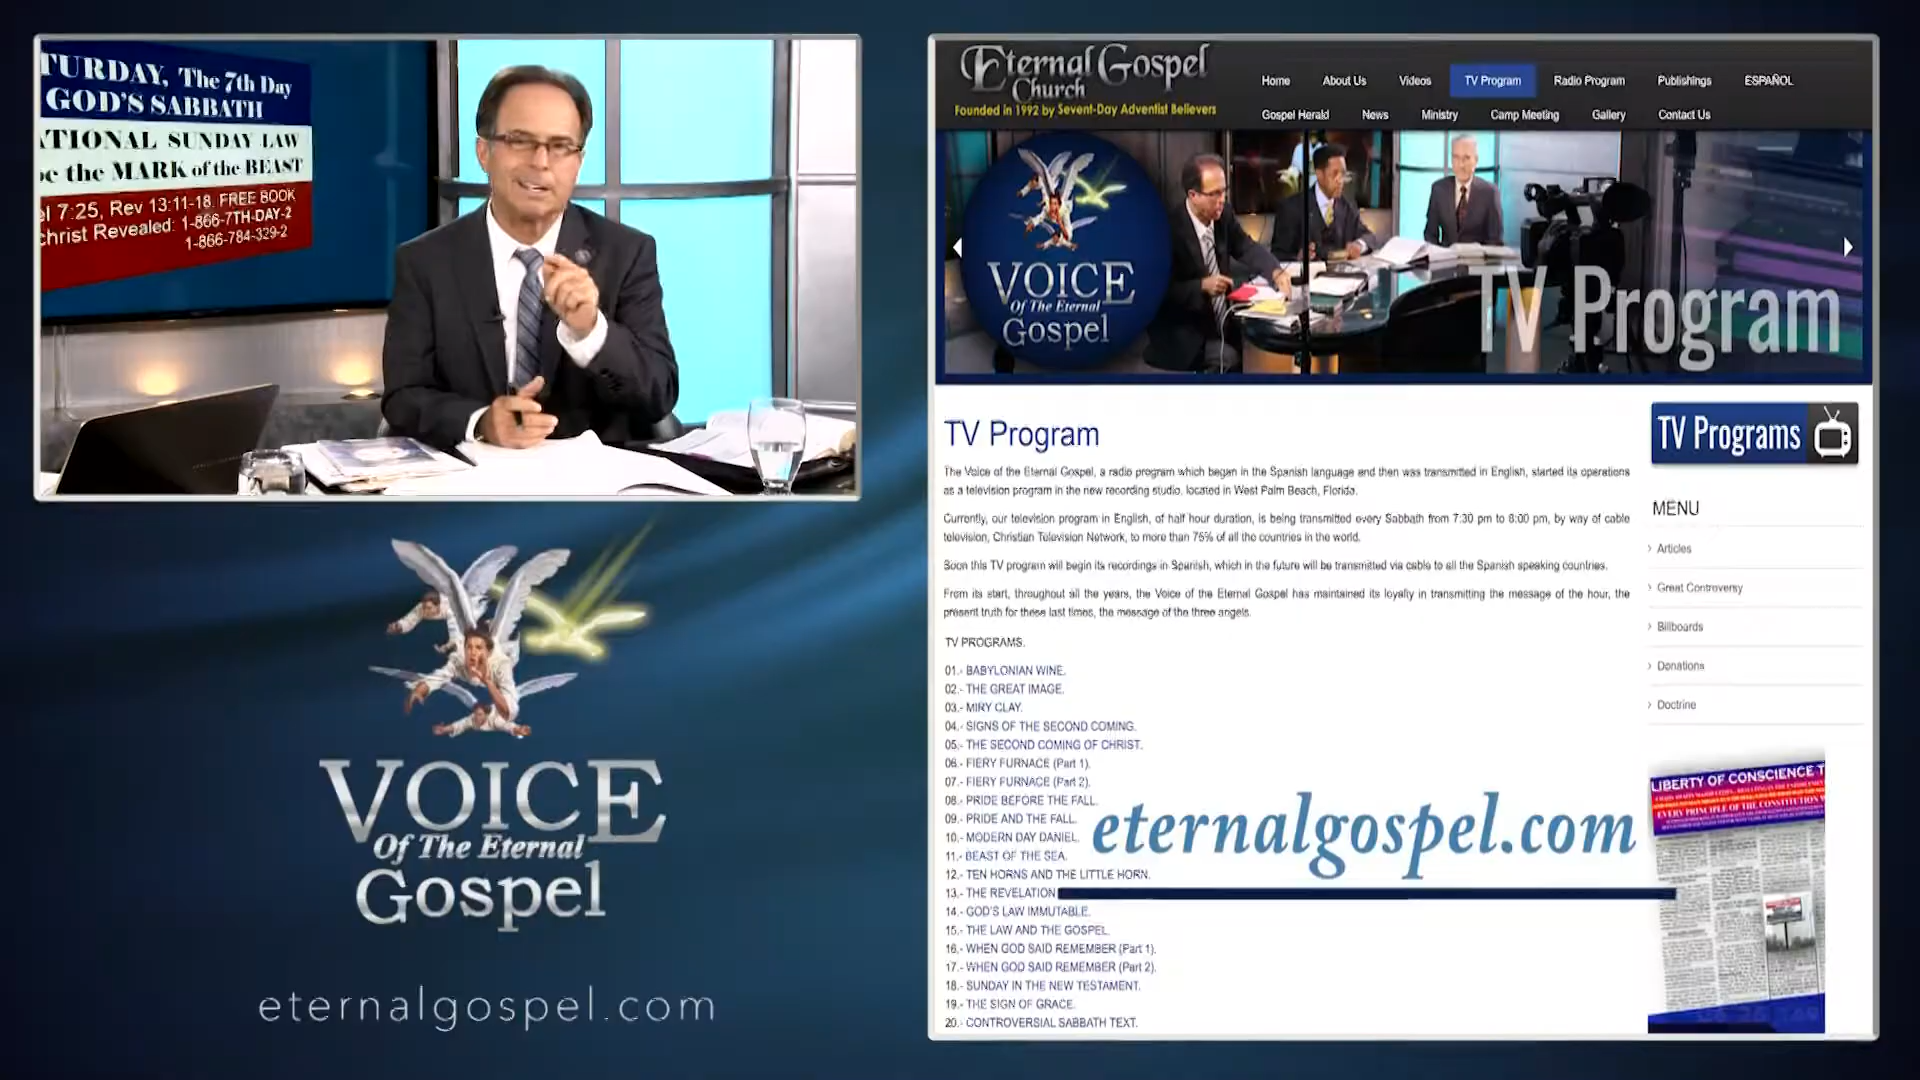 TURDAY, The 7th Day
GOD'S SABBATH
ATIONAL SUNDAY LAW
be the MARK of the BEAST
el 7:25, Rev 13:11-18. FREE BOOK
christ Revealed: 1-866-7TH-DAY-2
1-866-784-329-2
VOICE
Of The Eternal
Gospel
eternalgospel.com
Eternal Gospel
Church
Founded in 1992 by Sevent-Day Adventist Believers
Home About Us Videos TV Program Radio Program Publishings ESPAÑOL
Gospel Herald News Ministry Camp Meeting Gallery Contact Us
VOICE
Of The Eternal
Gospel
TV Program
TV Program
The Voice of the Eternal Gospel, a radio program which began in the Spanish language and then was transmitted in English, started its operations
as a television program in the new recording studio, located in West Palm Beach, Florida.
Currently, our television program in English, of half hour duration, is being transmitted every Sabbath from 7:30 pm to 8:00 pm, by way of cable
television, Christian Television Network, to more than 75% of all the countries in the world.
Soon this TV program will begin its recordings in Spanish, which in the future will be transmitted via cable to all the Spanish speaking countries.
From its start, throughout all the years, the Voice of the Eternal Gospel has maintained its loyalty in transmitting the message of the hour, the
present truth for these last times, the message of the three angels.
TV PROGRAMS.
01.- BABYLONIAN WINE.
02.- THE GREAT IMAGE.
03.- MIRY CLAY.
04.- SIGNS OF THE SECOND COMING.
05.- THE SECOND COMING OF CHRIST.
06.- FIERY FURNACE (Part 1).
07.- FIERY FURNACE (Part 2).
08.- PRIDE BEFORE THE FALL.
09.- PRIDE AND THE FALL.
10.- MODERN DAY DANIEL.
11.- BEAST OF THE SEA.
12.- TEN HORNS AND THE LITTLE HORN.
13.- THE REVELATION
14.- GOD'S LAW IMMUTABLE.
15.- THE LAW AND THE GOSPEL.
16.- WHEN GOD SAID REMEMBER (Part 1).
17.- WHEN GOD SAID REMEMBER (Part 2).
18.- SUNDAY IN THE NEW TESTAMENT.
19.- THE SIGN OF GRACE.
20.- CONTROVERSIAL SABBATH TEXT.
eternalgospel.com
TV Programs
MENU
Articles
Great Controversy
Billboards
Donations
Doctrine
LIBERTY OF CONSCIENCE T
EVERY PRINCIPLE OF THE CONSTITUTION